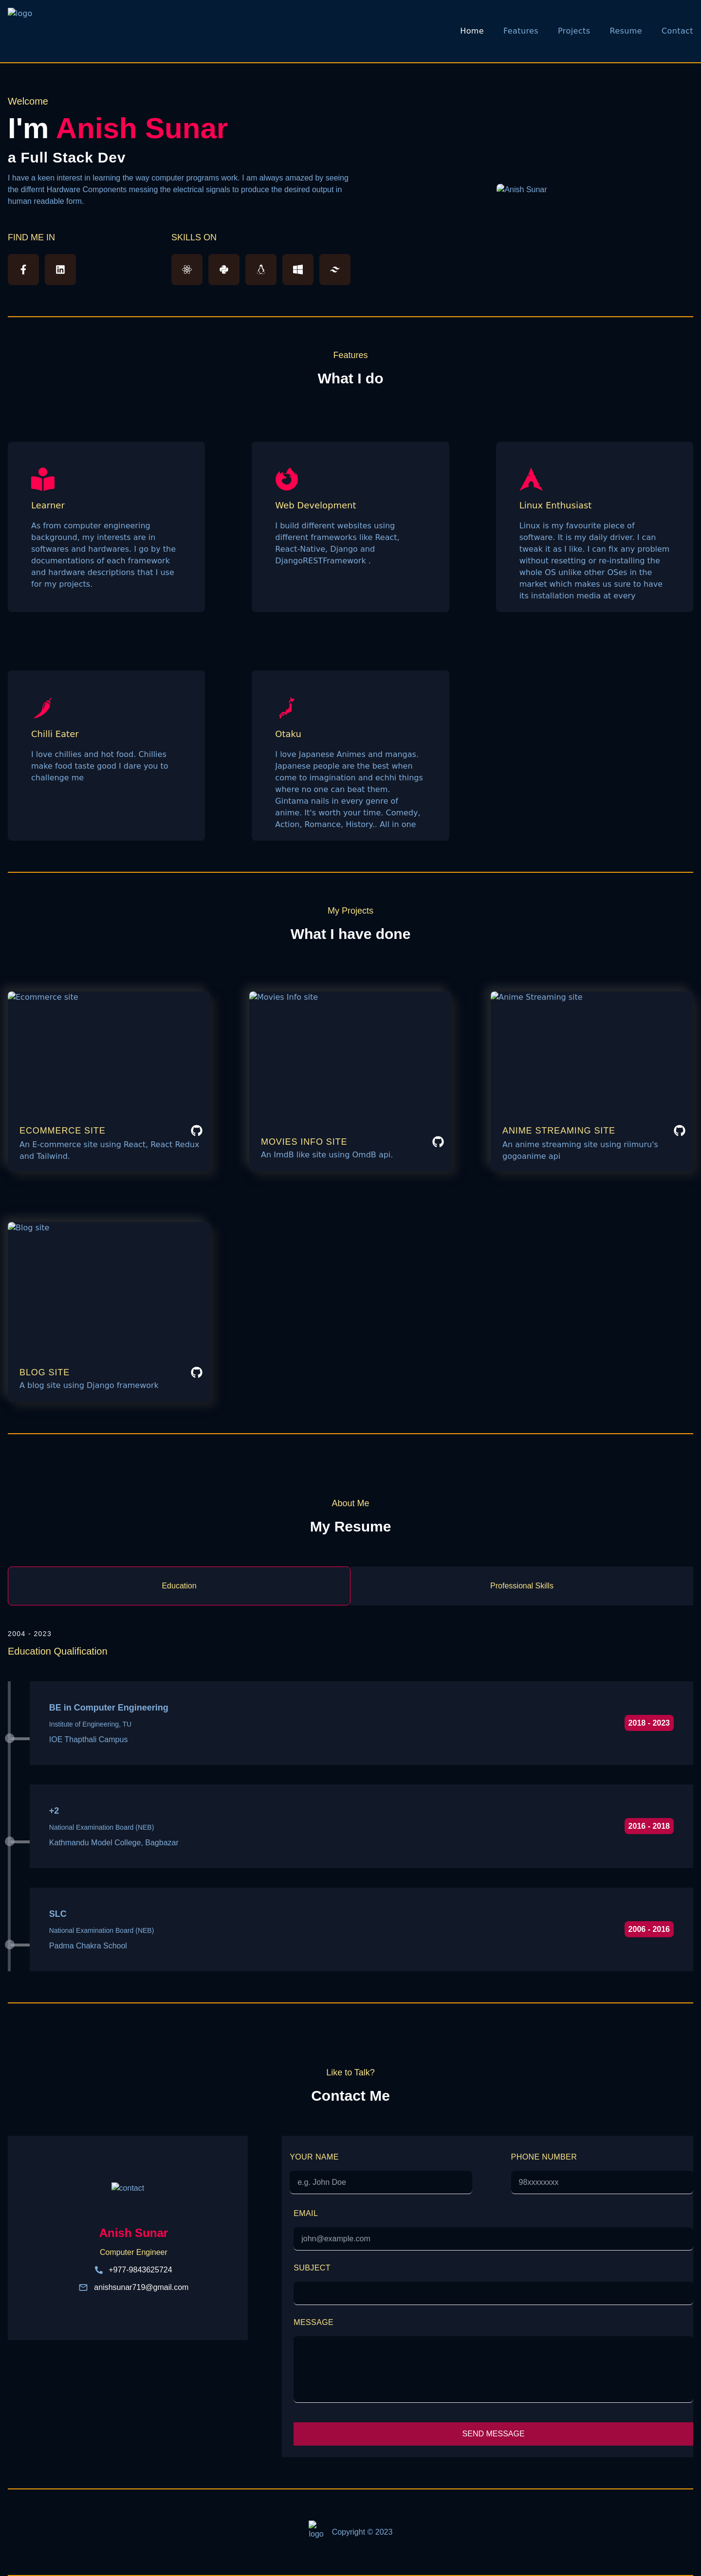 logo
Home Features Projects Resume Contact
Welcome
I'm Anish Sunar
a Full Stack Dev
I have a keen interest in learning the way computer programs work. I am always amazed by seeing
the differnt Hardware Components messing the electrical signals to produce the desired output in
human readable form.
Anish Sunar
FIND ME IN
SKILLS ON
Features
What I do
Learner
As from computer engineering
background, my interests are in
softwares and hardwares. I go by the
documentations of each framework
and hardware descriptions that I use
for my projects.
Web Development
I build different websites using
different frameworks like React,
React-Native, Django and
DjangoRESTFramework .
Linux Enthusiast
Linux is my favourite piece of
software. It is my daily driver. I can
tweak it as I like. I can fix any problem
without resetting or re-installing the
whole OS unlike other OSes in the
market which makes us sure to have
its installation media at every
Chilli Eater
I love chillies and hot food. Chillies
make food taste good I dare you to
challenge me
Otaku
I love Japanese Animes and mangas.
Japanese people are the best when
come to imagination and echhi things
where no one can beat them.
Gintama nails in every genre of
anime. It's worth your time. Comedy,
Action, Romance, History.. All in one
My Projects
What I have done
Ecommerce site
ECOMMERCE SITE
An E-commerce site using React, React Redux
and Tailwind.
Movies Info site
MOVIES INFO SITE
An ImdB like site using OmdB api.
Anime Streaming site
ANIME STREAMING SITE
An anime streaming site using riimuru's
gogoanime api
Blog site
BLOG SITE
A blog site using Django framework
About Me
My Resume
Education
Professional Skills
2004 - 2023
Education Qualification
BE in Computer Engineering
Institute of Engineering, TU
IOE Thapthali Campus
2018 - 2023
+2
National Examination Board (NEB)
Kathmandu Model College, Bagbazar
2016 - 2018
SLC
National Examination Board (NEB)
Padma Chakra School
2006 - 2016
Like to Talk?
Contact Me
contact
Anish Sunar
Computer Engineer
+977-9843625724
anishsunar719@gmail.com
YOUR NAME
e.g. John Doe
PHONE NUMBER
98xxxxxxxx
EMAIL
john@example.com
SUBJECT
MESSAGE
SEND MESSAGE
logo
Copyright © 2023